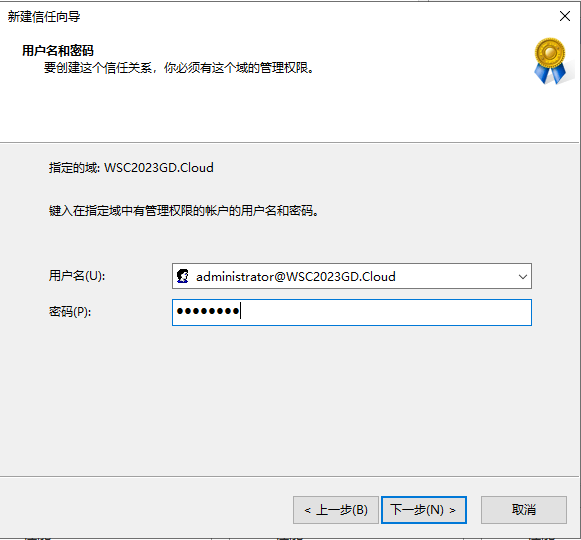 新建信任向导
用户名和密码
要创建这个信任关系，你必须有这个域的管理权限。
指定的域: WSC2023GD.Cloud
键入在指定域中有管理权限的帐户的用户名和密码。
用户名(U):
administrator@WSC2023GD.Cloud
密码(P):
●●●●●●●●
< 上一步(B)
下一步(N) >
取消